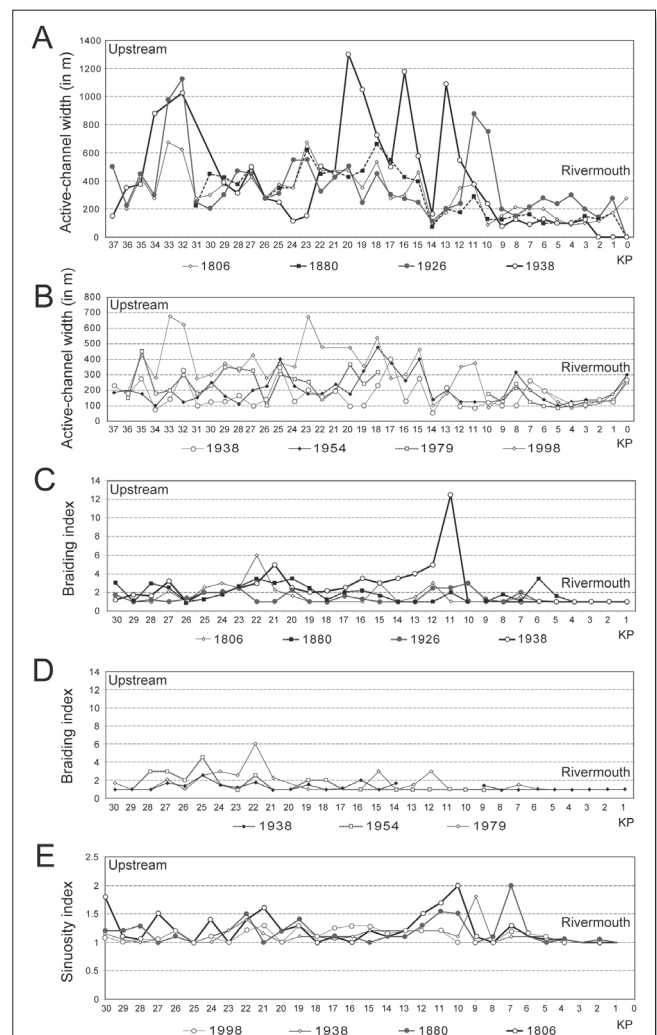 A
Active-channel width (in m)
Upstream
1400
1200
1000
800
600
400
200
0
Rivermouth
37 36 35 34 33 32 31 30 29 28 27 26 25 24 23 22 21 20 19 18 17 16 15 14 13 12 11 10 9 8 7 6 5 4 3 2 1 0
KP
1806 1880 1926 1938
B
Active-channel width (in m)
Upstream
800
700
600
500
400
300
200
100
0
Rivermouth
37 36 35 34 33 32 31 30 29 28 27 26 25 24 23 22 21 20 19 18 17 16 15 14 13 12 11 10 9 8 7 6 5 4 3 2 1 0
KP
1938 1954 1979 1998
C
Braiding index
Upstream
14
12
10
8
6
4
2
0
Rivermouth
30 29 28 27 26 25 24 23 22 21 20 19 18 17 16 15 14 13 12 11 10 9 8 7 6 5 4 3 2 1
KP
1806 1880 1926 1938
D
Braiding index
Upstream
14
12
10
8
6
4
2
0
Rivermouth
30 29 28 27 26 25 24 23 22 21 20 19 18 17 16 15 14 13 12 11 10 9 8 7 6 5 4 3 2 1
KP
1938 1954 1979
E
Sinuosity index
Upstream
2.5
2
1.5
1
0.5
0
Rivermouth
30 29 28 27 26 25 24 23 22 21 20 19 18 17 16 15 14 13 12 11 10 9 8 7 6 5 4 3 2 1 0
KP
1998 1938 1880 1806